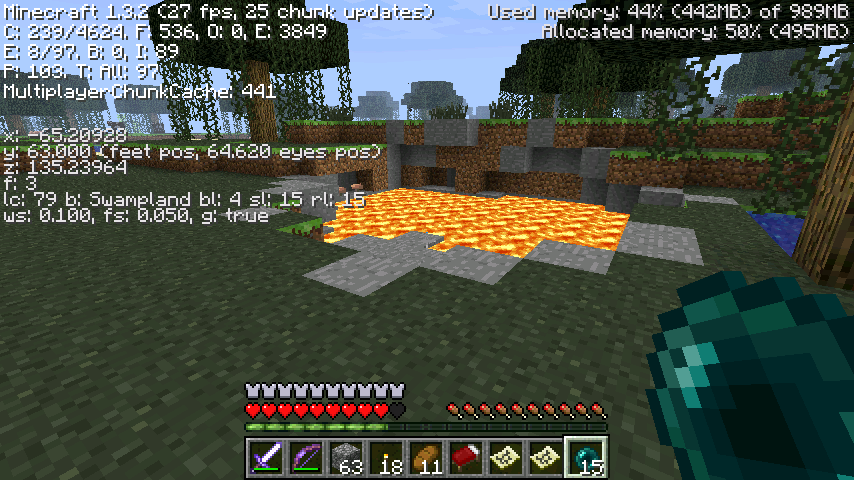 Minecraft 1.3.2 (27 fps, 25 chunk updates)
Used memory: 44% (442MB) of 989MB
C: 239/4624, F: 536, O: 0, E: 3849
Allocated memory: 50% (495MB)
E: 8/97, B: 0, I: 89
P: 103, T: All: 97
MultiplayerChunkCache: 441
x: -65.20928
y: 63.000 (feet pos, 64.620 eyes pos)
z: 135.23964
f: 3
lc: 79 b: Swampland bl: 4 sl: 15 rl: 15
ws: 0.100, fs: 0.050, g: true
63 18 11 15